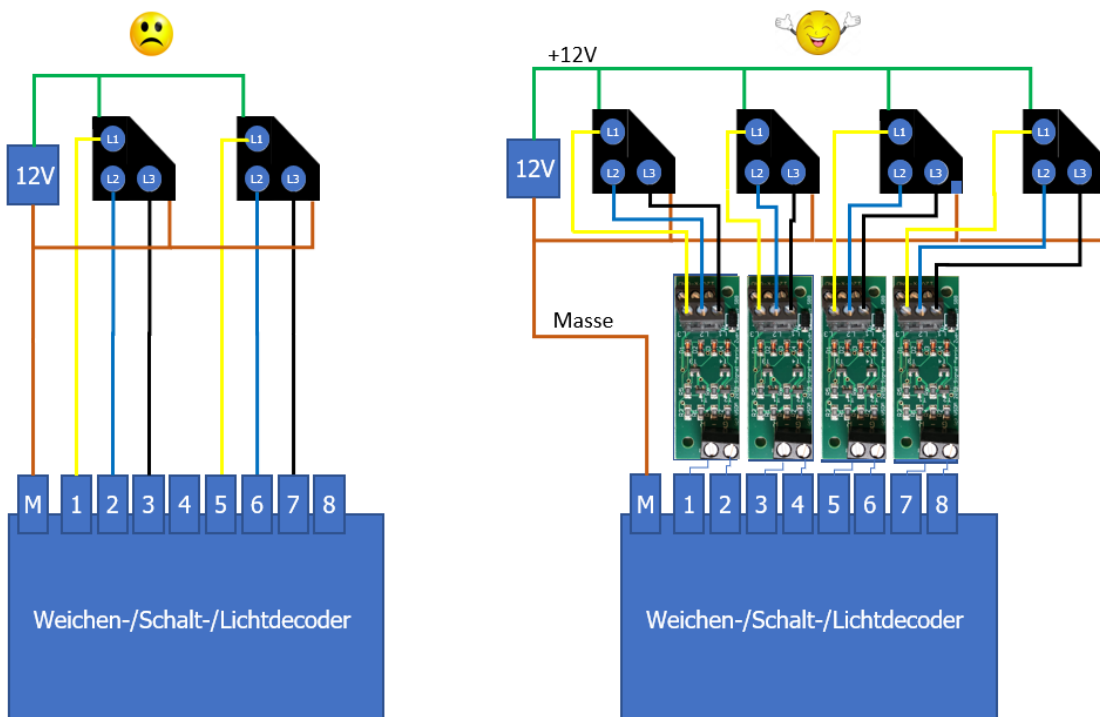 +12V
L1
L2 L3
L1
L2 L3
12V
M 1 2 3 4 5 6 7 8
Weichen-/Schalt-/Lichtdecoder
L1
L2 L3
L1
L2 L3
L1
L2 L3
L1
L2 L3
12V
Masse
M 1 2 3 4 5 6 7 8
Weichen-/Schalt-/Lichtdecoder